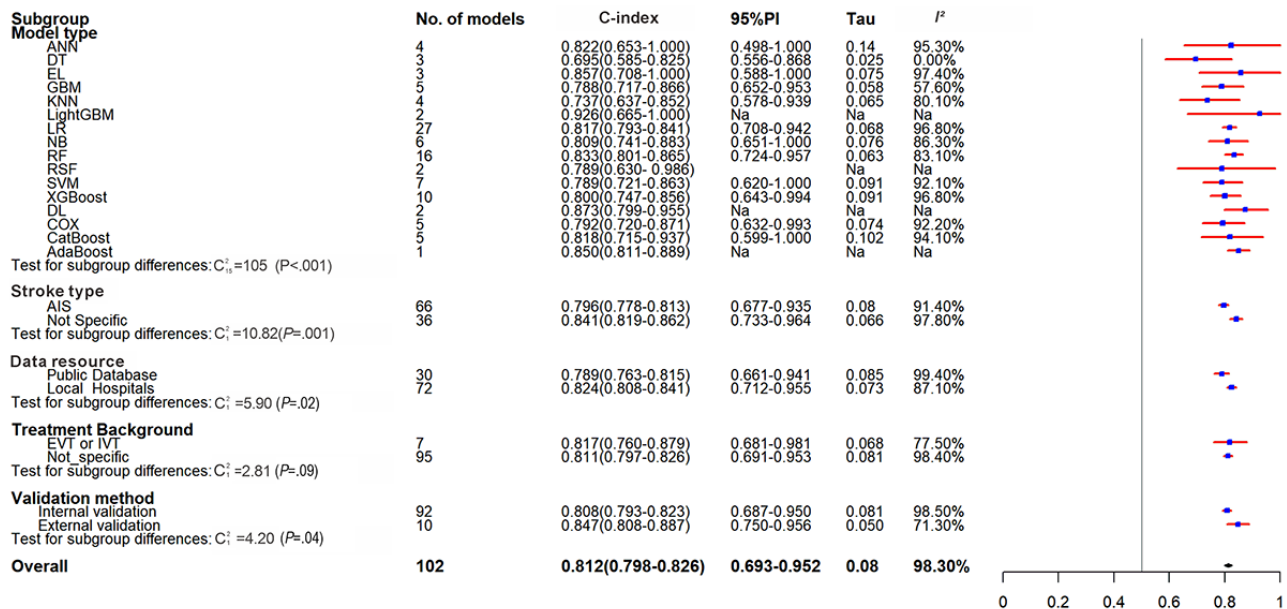 Subgroup No. of models C-index 95%PI Tau I²
Model type
ANN 4 0.822(0.653-1.000) 0.498-1.000 0.14 95.30%
DT 3 0.695(0.585-0.825) 0.556-0.868 0.025 0.00%
EL 3 0.857(0.708-1.000) 0.588-1.000 0.075 97.40%
GBM 5 0.788(0.717-0.866) 0.652-0.953 0.058 57.60%
KNN 4 0.737(0.637-0.852) 0.578-0.939 0.065 80.10%
LightGBM 2 0.926(0.665-1.000) Na Na Na
LR 27 0.817(0.793-0.841) 0.708-0.942 0.068 96.80%
NB 6 0.809(0.741-0.883) 0.651-1.000 0.076 86.30%
RF 16 0.833(0.801-0.865) 0.724-0.957 0.063 83.10%
RSF 2 0.789(0.630- 0.986) Na Na
SVM 7 0.789(0.721-0.863) 0.620-1.000 0.091 92.10%
XGBoost 10 0.800(0.747-0.856) 0.643-0.994 0.091 96.80%
DL 2 0.873(0.799-0.955) Na Na Na
COX 5 0.792(0.720-0.871) 0.632-0.993 0.074 92.20%
CatBoost 5 0.818(0.715-0.937) 0.599-1.000 0.102 94.10%
AdaBoost 1 0.850(0.811-0.889) Na Na Na
Test for subgroup differences: C²₁₅=105 (P<.001)
Stroke type
AIS 66 0.796(0.778-0.813) 0.677-0.935 0.08 91.40%
Not Specific 36 0.841(0.819-0.862) 0.733-0.964 0.066 97.80%
Test for subgroup differences: C²₁=10.82(P=.001)
Data resource
Public Database 30 0.789(0.763-0.815) 0.661-0.941 0.085 99.40%
Local Hospitals 72 0.824(0.808-0.841) 0.712-0.955 0.073 87.10%
Test for subgroup differences: C²₁=5.90 (P=.02)
Treatment Background
EVT or IVT 7 0.817(0.760-0.879) 0.681-0.981 0.068 77.50%
Not_specific 95 0.811(0.797-0.826) 0.691-0.953 0.081 98.40%
Test for subgroup differences: C²₁=2.81 (P=.09)
Validation method
Internal validation 92 0.808(0.793-0.823) 0.687-0.950 0.081 98.50%
External validation 10 0.847(0.808-0.887) 0.750-0.956 0.050 71.30%
Test for subgroup differences: C²₁=4.20 (P=.04)
Overall 102 0.812(0.798-0.826) 0.693-0.952 0.08 98.30%
0 0.2 0.4 0.6 0.8 1